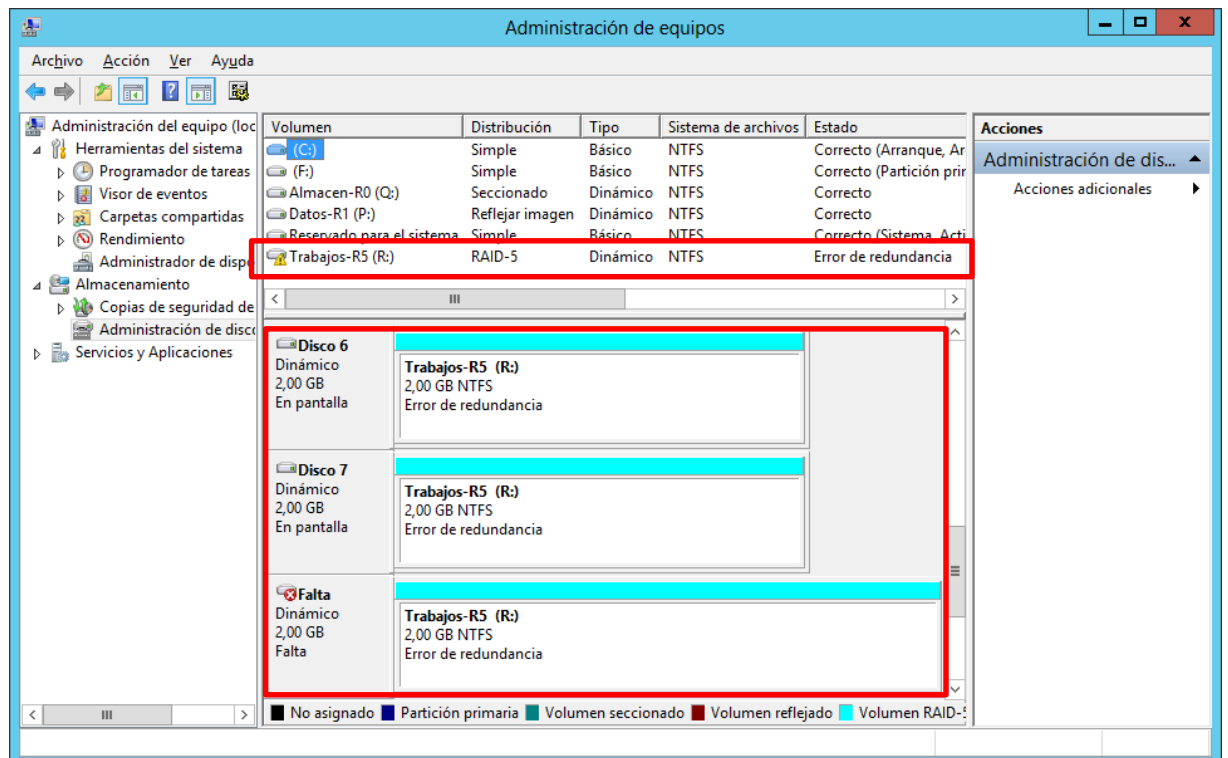 Administración de equipos
Archivo Acción Ver Ayuda
Administración del equipo (loc
Herramientas del sistema
Programador de tareas
Visor de eventos
Carpetas compartidas
Rendimiento
Administrador de dispo
Almacenamiento
Copias de seguridad de
Administración de disco
Servicios y Aplicaciones
Volumen Distribución Tipo Sistema de archivos Estado
(C:) Simple Básico NTFS Correcto (Arranque, Ar
(F:) Simple Básico NTFS Correcto (Partición prir
Almacen-R0 (Q:) Seccionado Dinámico NTFS Correcto
Datos-R1 (P:) Reflejar imagen Dinámico NTFS Correcto
Reservado para el sistema Simple Básico NTFS Correcto (Sistema, Acti
Trabajos-R5 (R:) RAID-5 Dinámico NTFS Error de redundancia
Disco 6
Dinámico
2,00 GB
En pantalla
Trabajos-R5 (R:)
2,00 GB NTFS
Error de redundancia
Disco 7
Dinámico
2,00 GB
En pantalla
Trabajos-R5 (R:)
2,00 GB NTFS
Error de redundancia
Falta
Dinámico
2,00 GB
Falta
Trabajos-R5 (R:)
2,00 GB NTFS
Error de redundancia
No asignado Partición primaria Volumen seccionado Volumen reflejado Volumen RAID-5
Acciones
Administración de dis...
Acciones adicionales